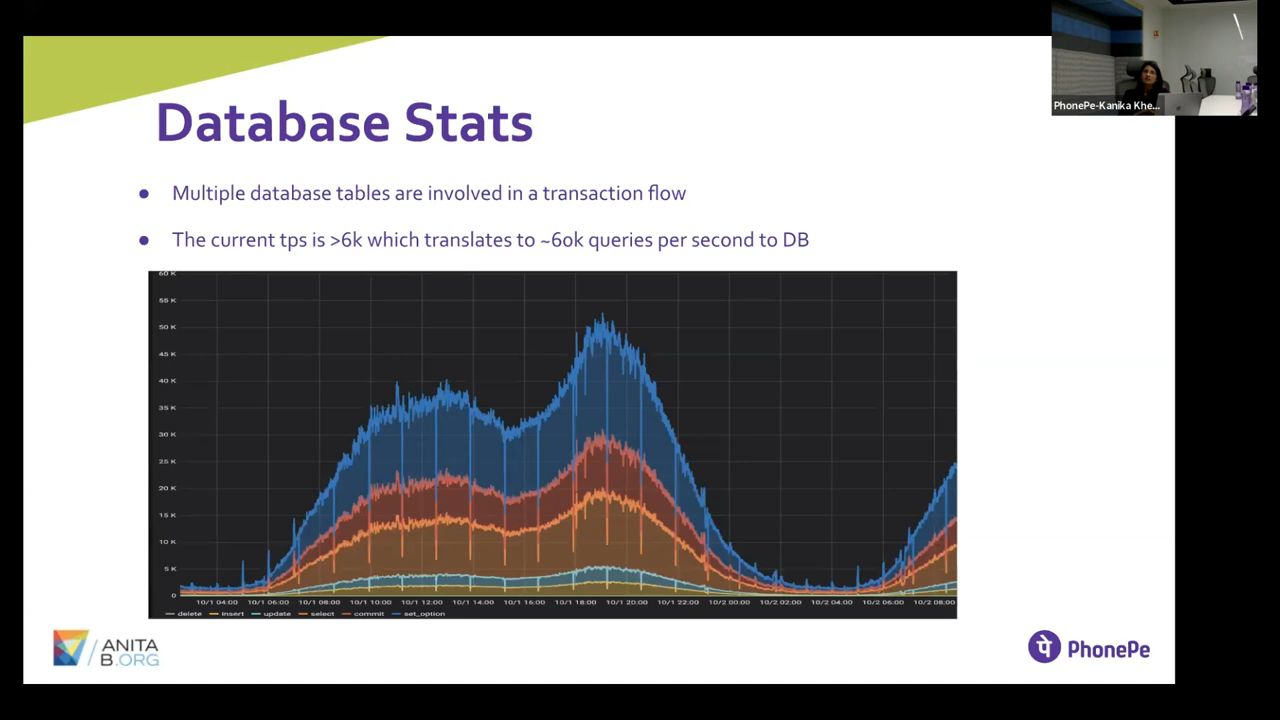 PhonePe-Kanika Khe...
Database Stats
● Multiple database tables are involved in a transaction flow
● The current tps is >6k which translates to ~60k queries per second to DB
60 K
55 K
50 K
45 K
40 K
35 K
30 K
25 K
20 K
15 K
10 K
5 K
0
10/1 04:00 10/1 06:00 10/1 08:00 10/1 10:00 10/1 12:00 10/1 14:00 10/1 16:00 10/1 18:00 10/1 20:00 10/1 22:00 10/2 00:00 10/2 02:00 10/2 04:00 10/2 06:00 10/2 08:00
delete insert update select commit set_option
ANITA
B.ORG
पे PhonePe